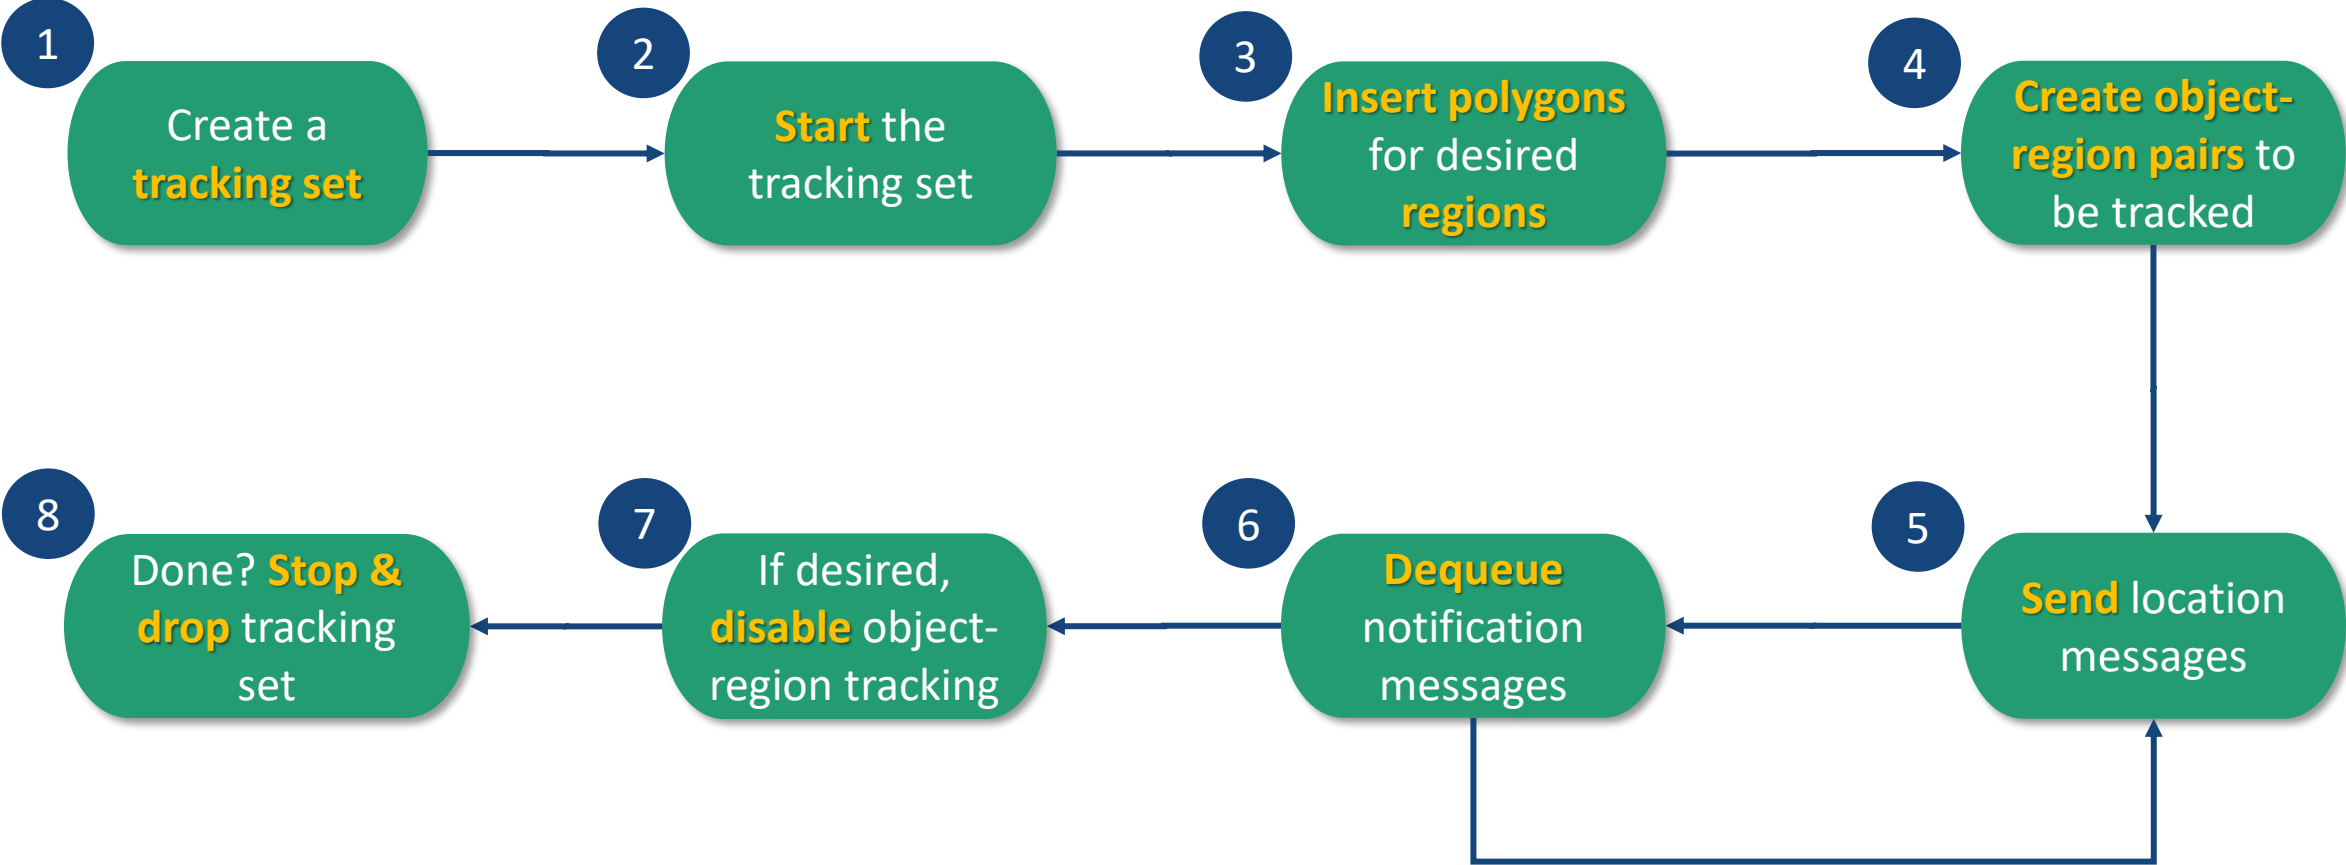 1
Create a
tracking set
2
Start the
tracking set
3
Insert polygons
for desired
regions
4
Create object-
region pairs to
be tracked
5
Send location
messages
6
Dequeue
notification
messages
7
If desired,
disable object-
region tracking
8
Done? Stop &
drop tracking
set